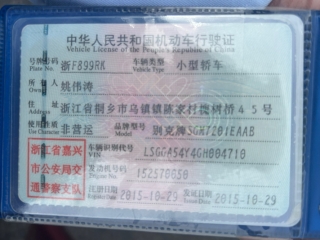 中华人民共和国机动车行驶证
Vehicle License of the People's Republic of China
号牌号码 浙F899RK 车辆类型 小型轿车
Plate No. Vehicle Type
所有人 姚伟涛
住址 浙江省桐乡市乌镇镇陈家村 桥45号
Address
使用性质 非营运 品牌型号 别克牌SGM7201EAAB
Use Character Model
浙江省嘉兴 车辆识别代号 LSGGA54Y4GH004710
VIN
市公安局交 发动机号码 152570650
Engine No.
通警察支队 注册日期 2015-10-29 发证日期 2015-10-29
Register Date Issue Date